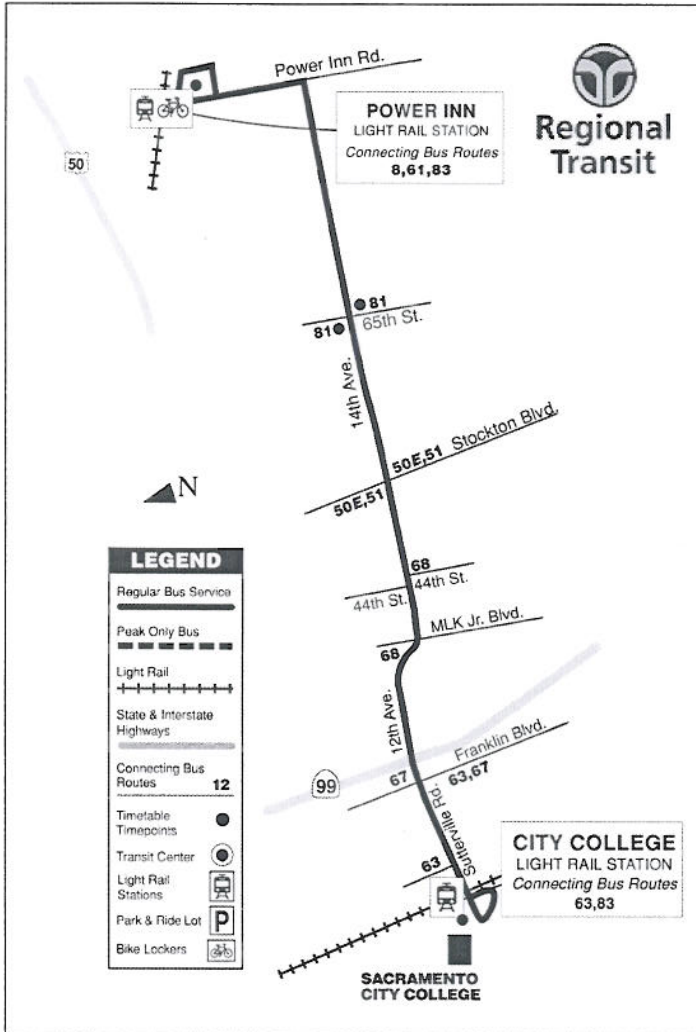 Power Inn Rd.
Regional
Transit
POWER INN
LIGHT RAIL STATION
Connecting Bus Routes
8,61,83
50
81
81
65th St.
14th Ave.
50E,51 Stockton Blvd.
50E,51
N
68
44th St.
44th St.
MLK Jr. Blvd.
68
12th Ave.
Franklin Blvd.
67
63,67
99
Sutterville Rd.
63
CITY COLLEGE
LIGHT RAIL STATION
Connecting Bus Routes
63,83
SACRAMENTO
CITY COLLEGE
LEGEND
Regular Bus Service
Peak Only Bus
Light Rail
State & Interstate
Highways
Connecting Bus
Routes 12
Timetable
Timepoints
Transit Center
Light Rail
Stations
Park & Ride Lot P
Bike Lockers